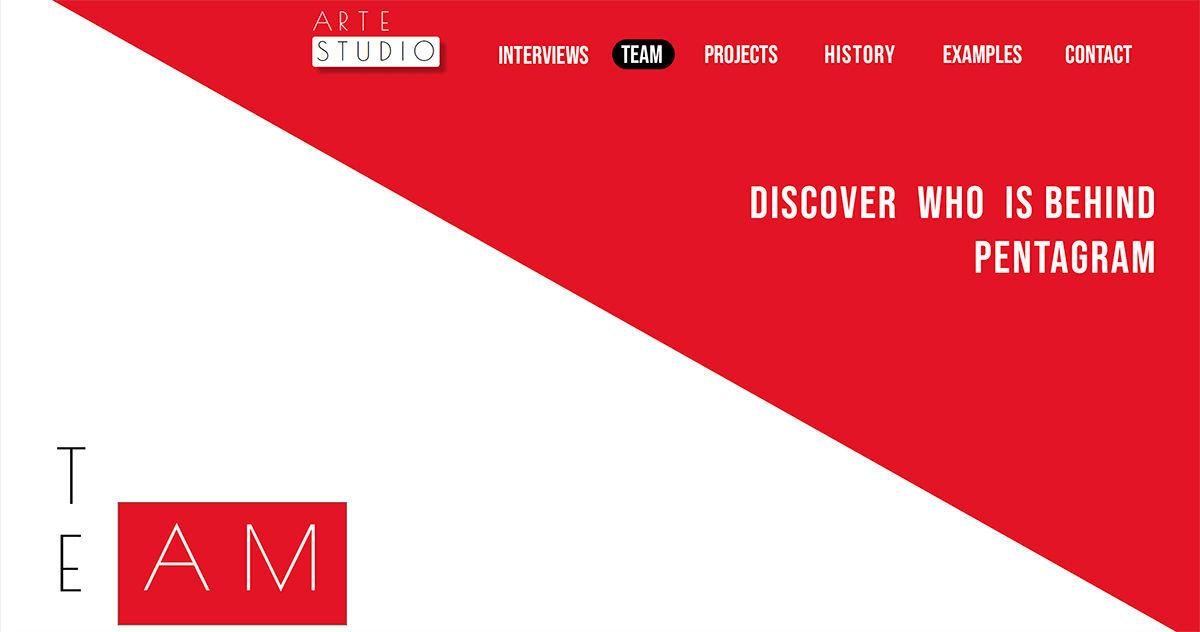 ARTE
STUDIO
INTERVIEWS TEAM PROJECTS HISTORY EXAMPLES CONTACT
DISCOVER WHO IS BEHIND
PENTAGRAM
T
E AM